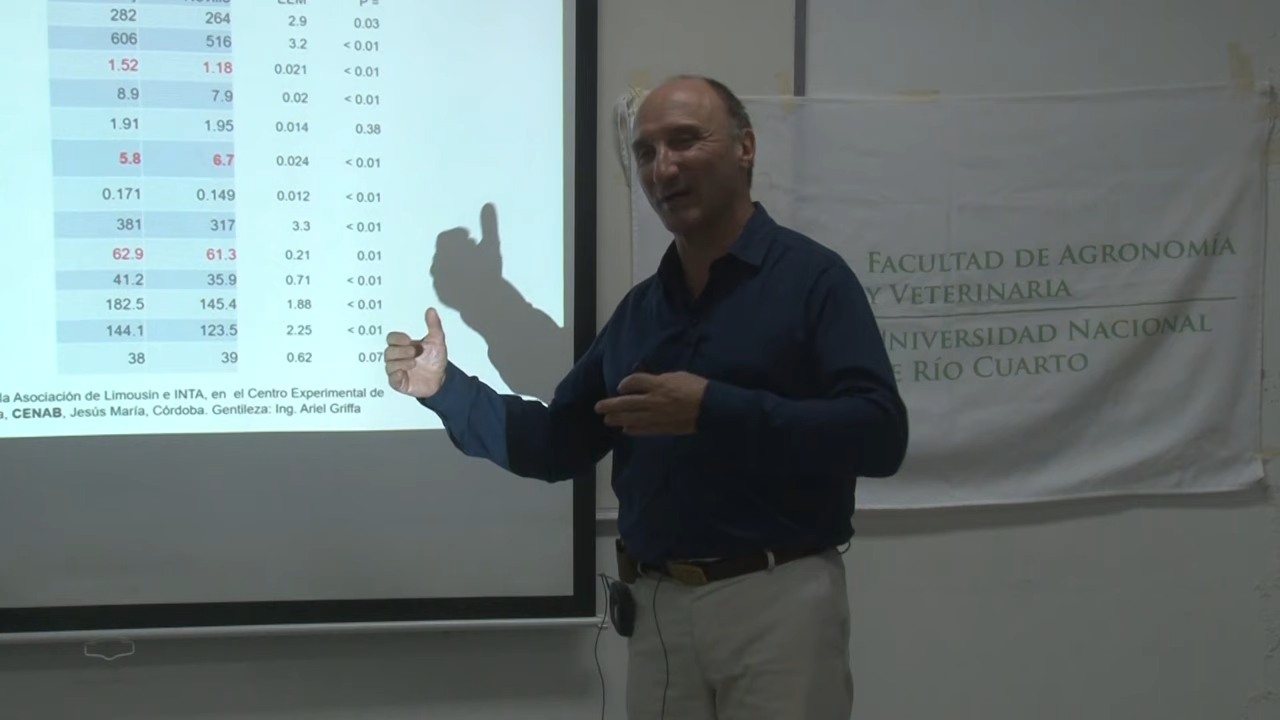 282 264 2.9 0.03
606 516 3.2 < 0.01
1.52 1.18 0.021 < 0.01
8.9 7.9 0.02 < 0.01
1.91 1.95 0.014 0.38
5.8 6.7 0.024 < 0.01
0.171 0.149 0.012 < 0.01
381 317 3.3 < 0.01
62.9 61.3 0.21 0.01
41.2 35.9 0.71 < 0.01
182.5 145.4 1.88 < 0.01
144.1 123.5 2.25 < 0.01
38 39 0.62 0.07
la Asociación de Limousin e INTA, en el Centro Experimental de
, CENAB, Jesús María, Córdoba. Gentileza: Ing. Ariel Griffa
FACULTAD DE AGRONOMÍA
Y VETERINARIA
UNIVERSIDAD NACIONAL
DE RÍO CUARTO